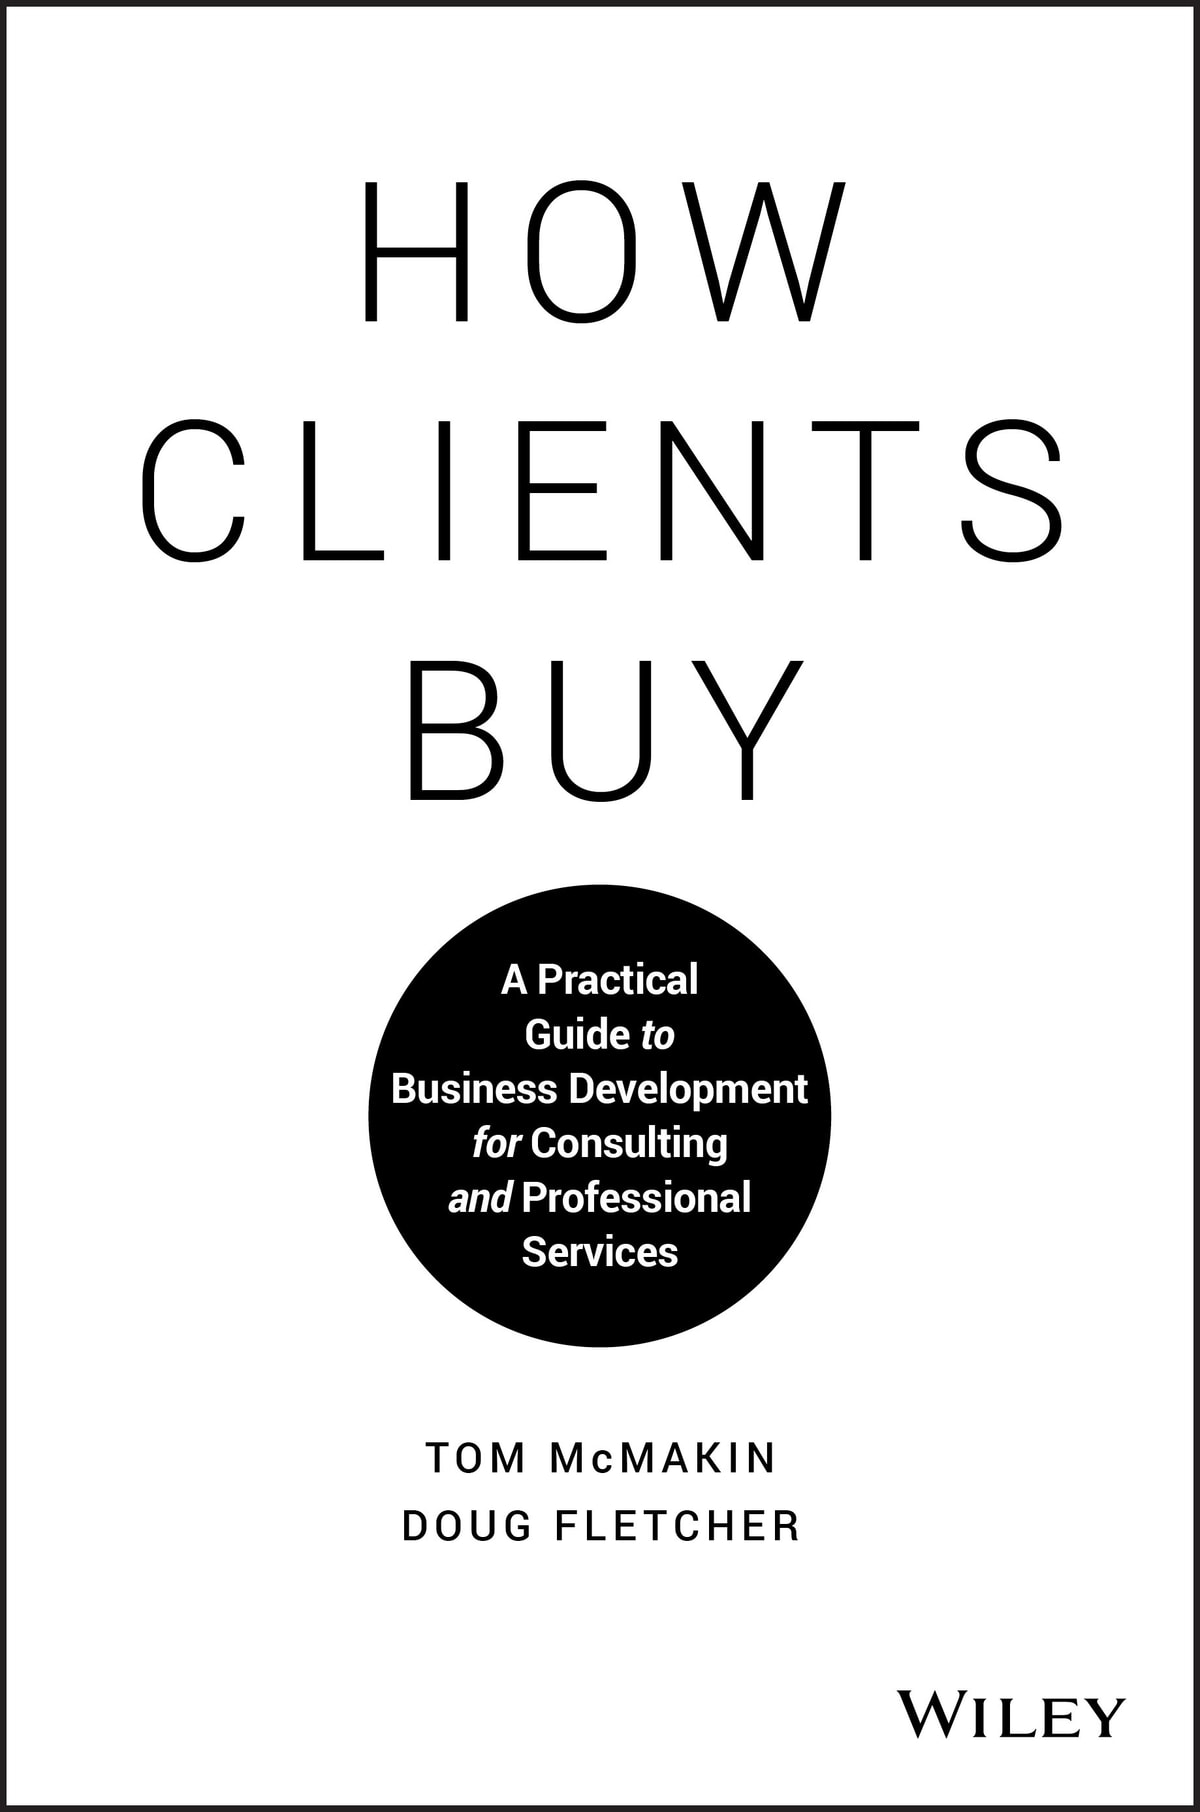 HOW
CLIENTS
BUY
A Practical
Guide to
Business Development
for Consulting
and Professional
Services
TOM McMAKIN
DOUG FLETCHER
WILEY